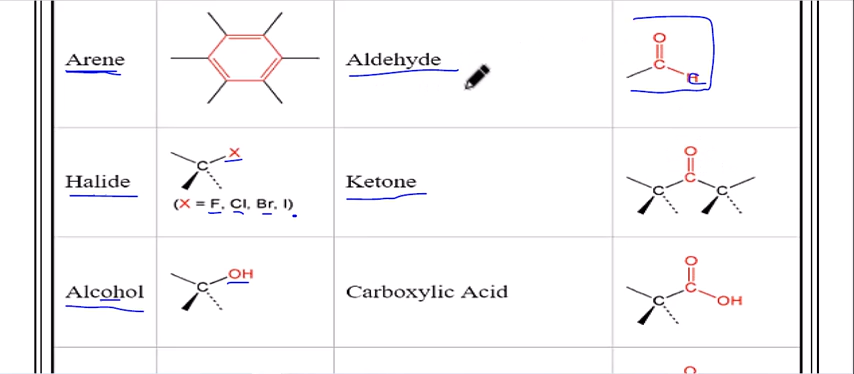 Arene
Aldehyde
O
C
H
Halide
C
X
(X = F, Cl, Br, I)
Ketone
O
C
C
C
Alcohol
C
OH
Carboxylic Acid
O
C
C
OH
O